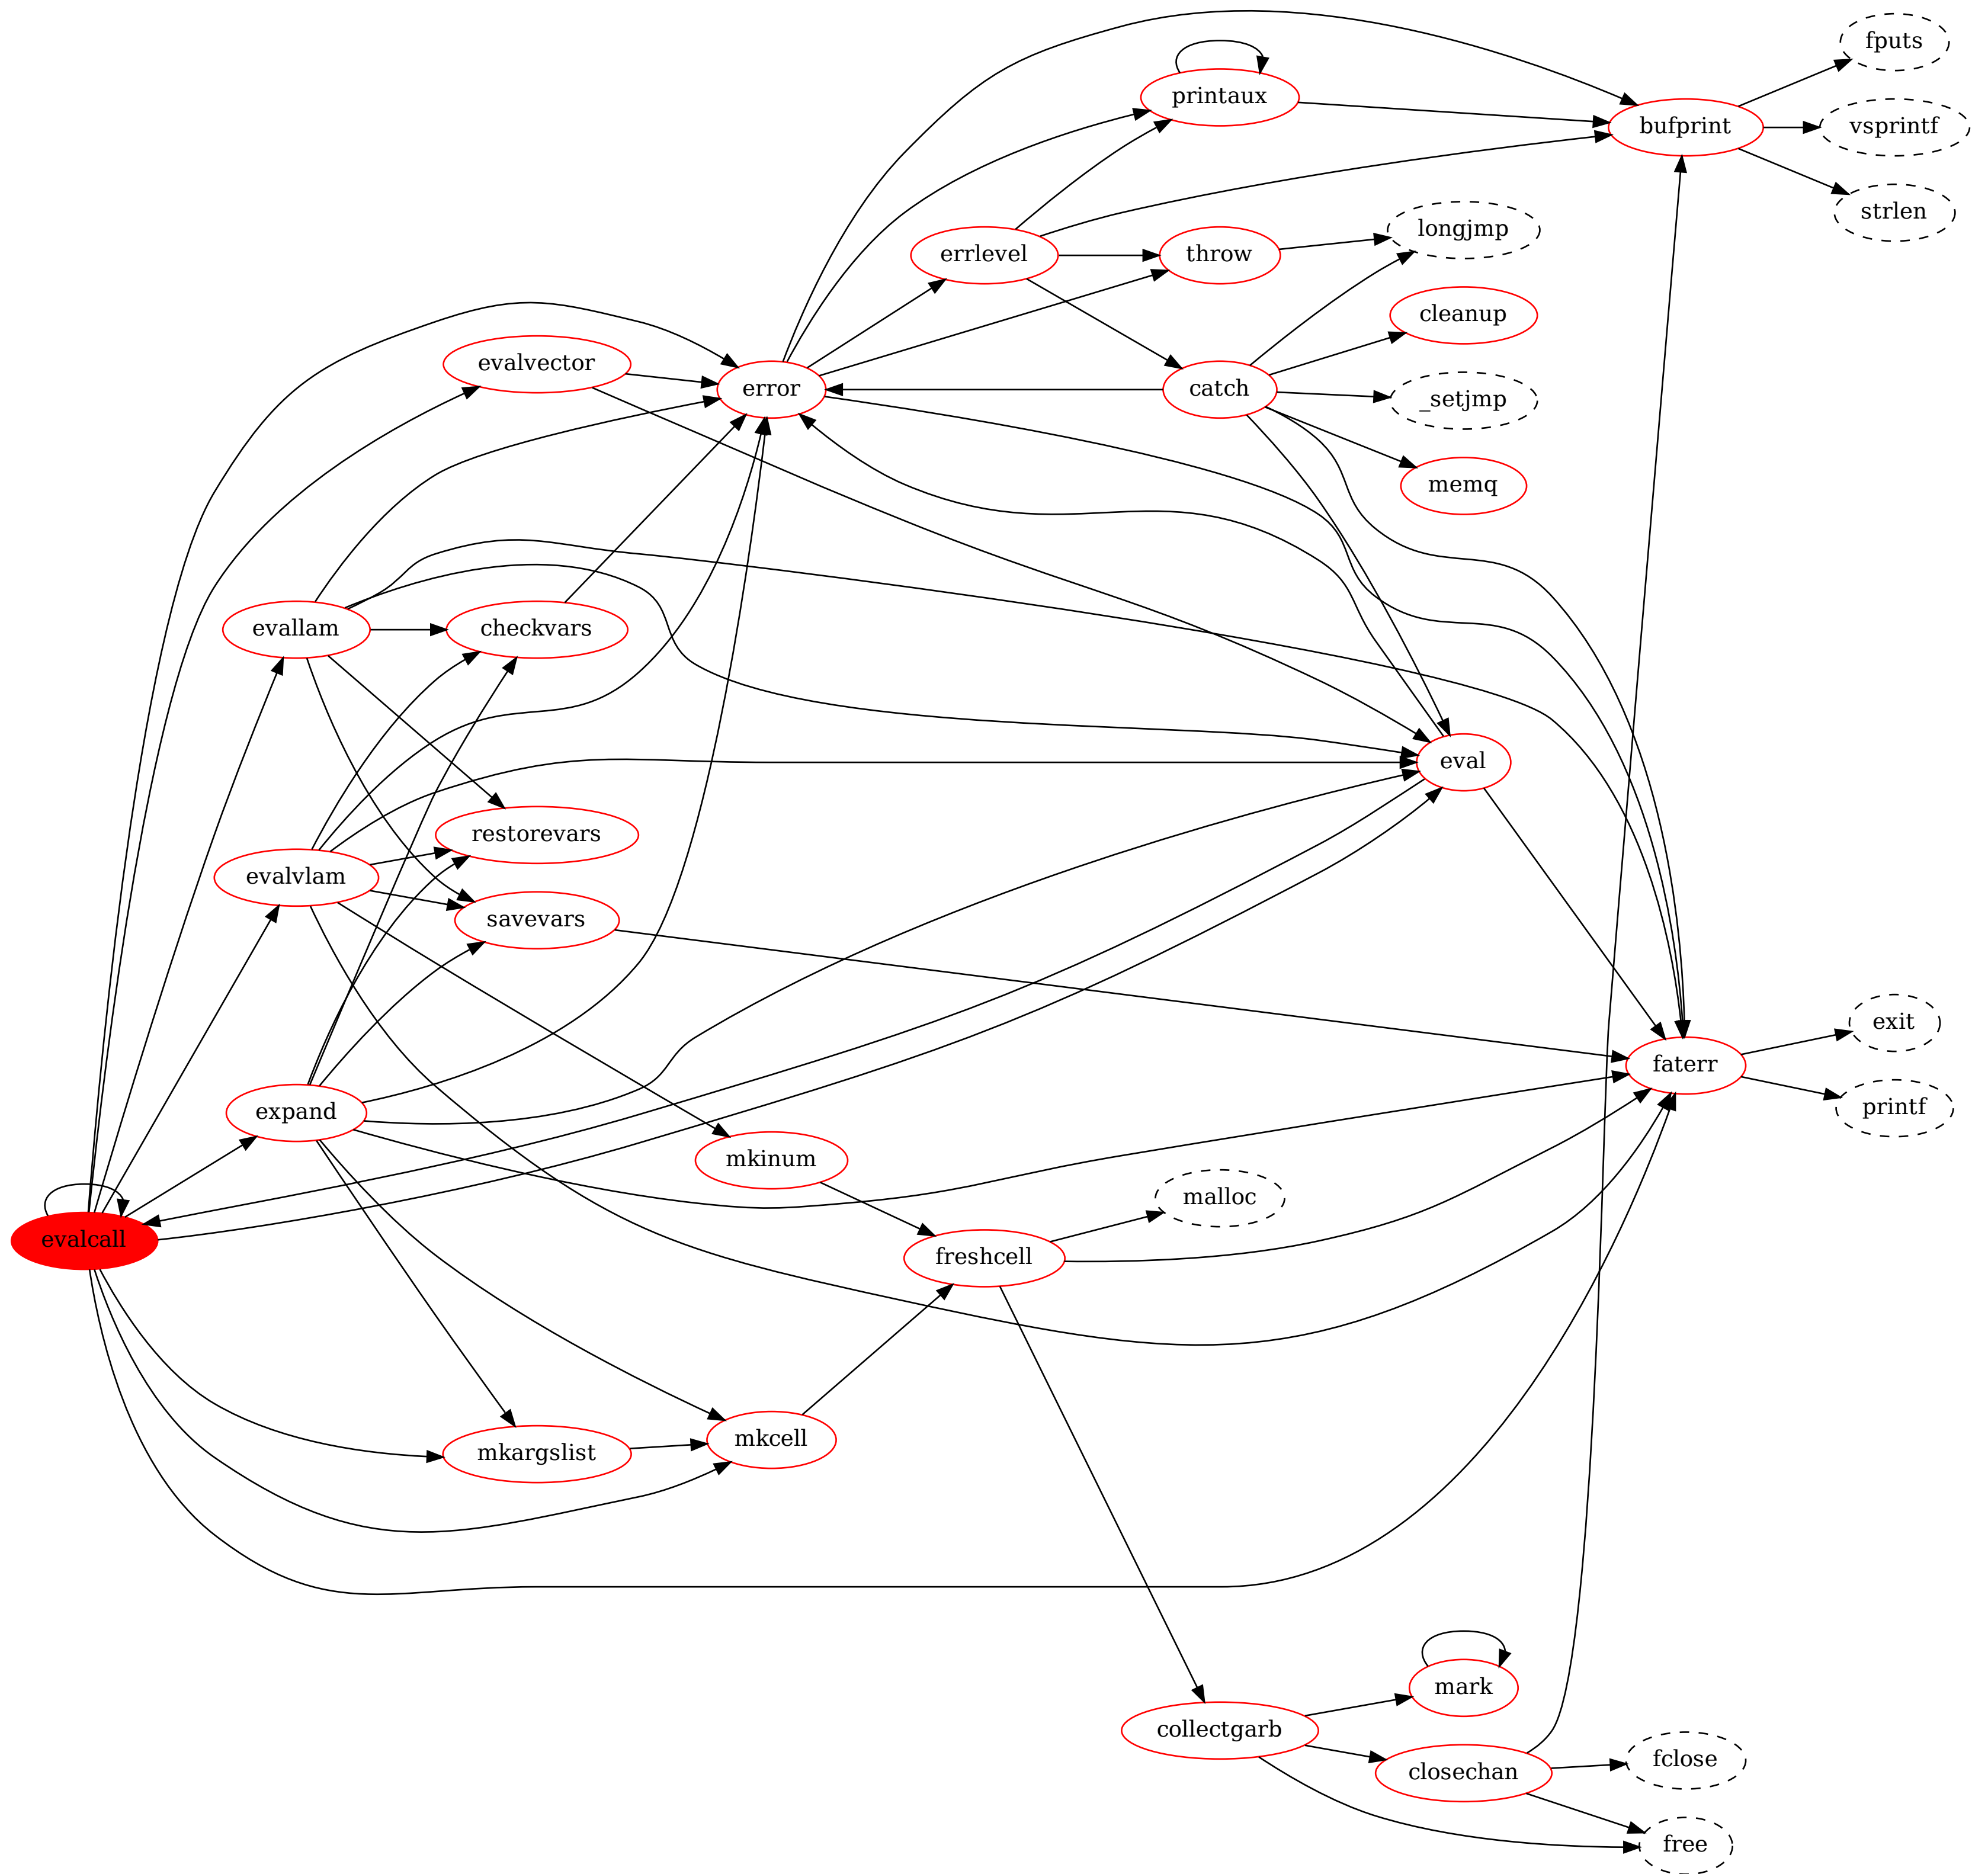 fputs
printaux
bufprint
vsprintf
strlen
longjmp
errlevel
throw
cleanup
evalvector
error
catch
_setjmp
memq
evallam
checkvars
eval
restorevars
evalvlam
savevars
exit
faterr
expand
printf
mkinum
malloc
evalcall
freshcell
mkcell
mkargslist
mark
collectgarb
fclose
closechan
free